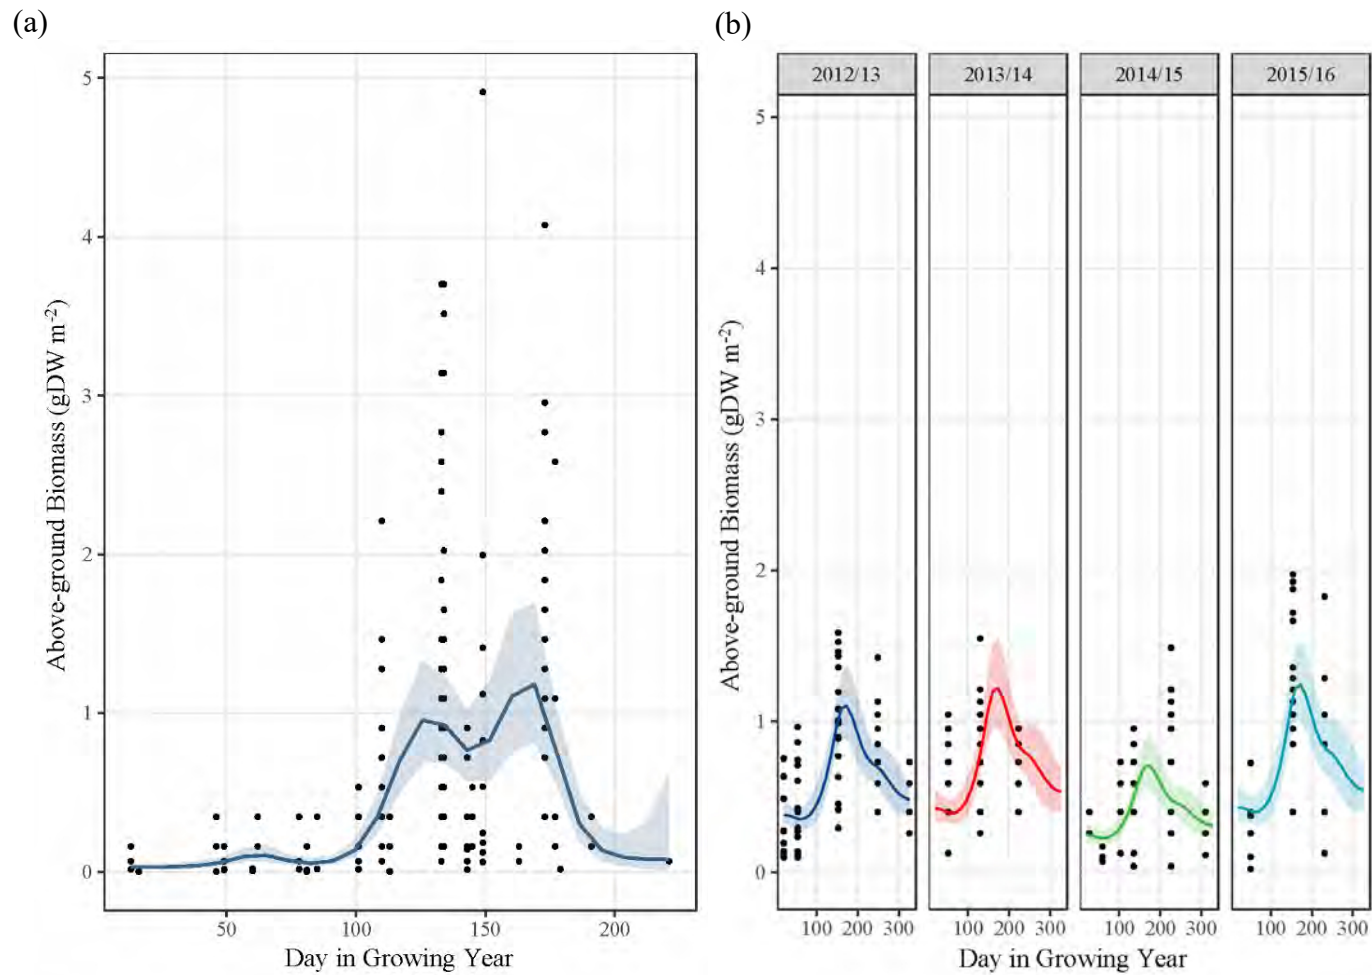 (a)
(b)
5
4
3
2
1
0
50
100
150
200
Above-ground Biomass (gDW m⁻²)
Day in Growing Year
2012/13
2013/14
2014/15
2015/16
5
4
3
2
1
0
100 200 300
100 200 300
100 200 300
100 200 300
Above-ground Biomass (gDW m⁻²)
Day in Growing Year